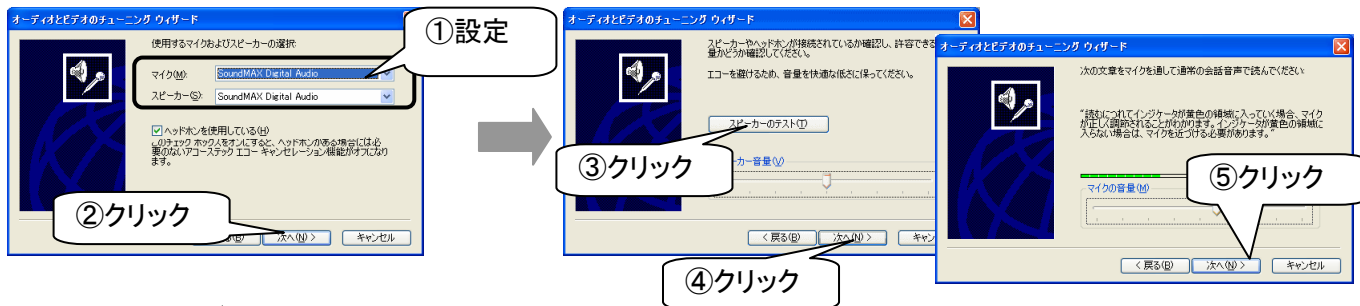 オーディオとビデオのチューニング ウィザード
使用するマイクおよびスピーカーの選択:
マイク(M):
SoundMAX Digital Audio
スピーカー(S):
SoundMAX Digital Audio
ヘッドホンを使用している(H)
このチェック ボックスをオンにすると、ヘッドホンがある場合には必
要のないアコースティック エコー キャンセレーション機能がオフになり
ます。
次へ(N) >
キャンセル
①設定
②クリック
オーディオとビデオのチューニング ウィザード
スピーカーやヘッドホンが接続されているか確認し、許容できる
量かどうか確認してください。
エコーを避けるため、音量を快適な低さに保ってください。
スピーカーのテスト(T)
ーカー音量(V)
< 戻る(B)
次へ(N) >
キャン
③クリック
④クリック
オーディオとビデオのチューニング ウィザード
次の文章をマイクを通して通常の会話音声で読んでください:
"読むにつれてインジケータが黄色の領域に入っていく場合、マイク
が正しく調節されることがわかります。インジケータが黄色の領域に
入らない場合は、マイクを近づける必要があります。"
マイクの音量(M)
< 戻る(B)
次へ(N) >
キャンセル
⑤クリック